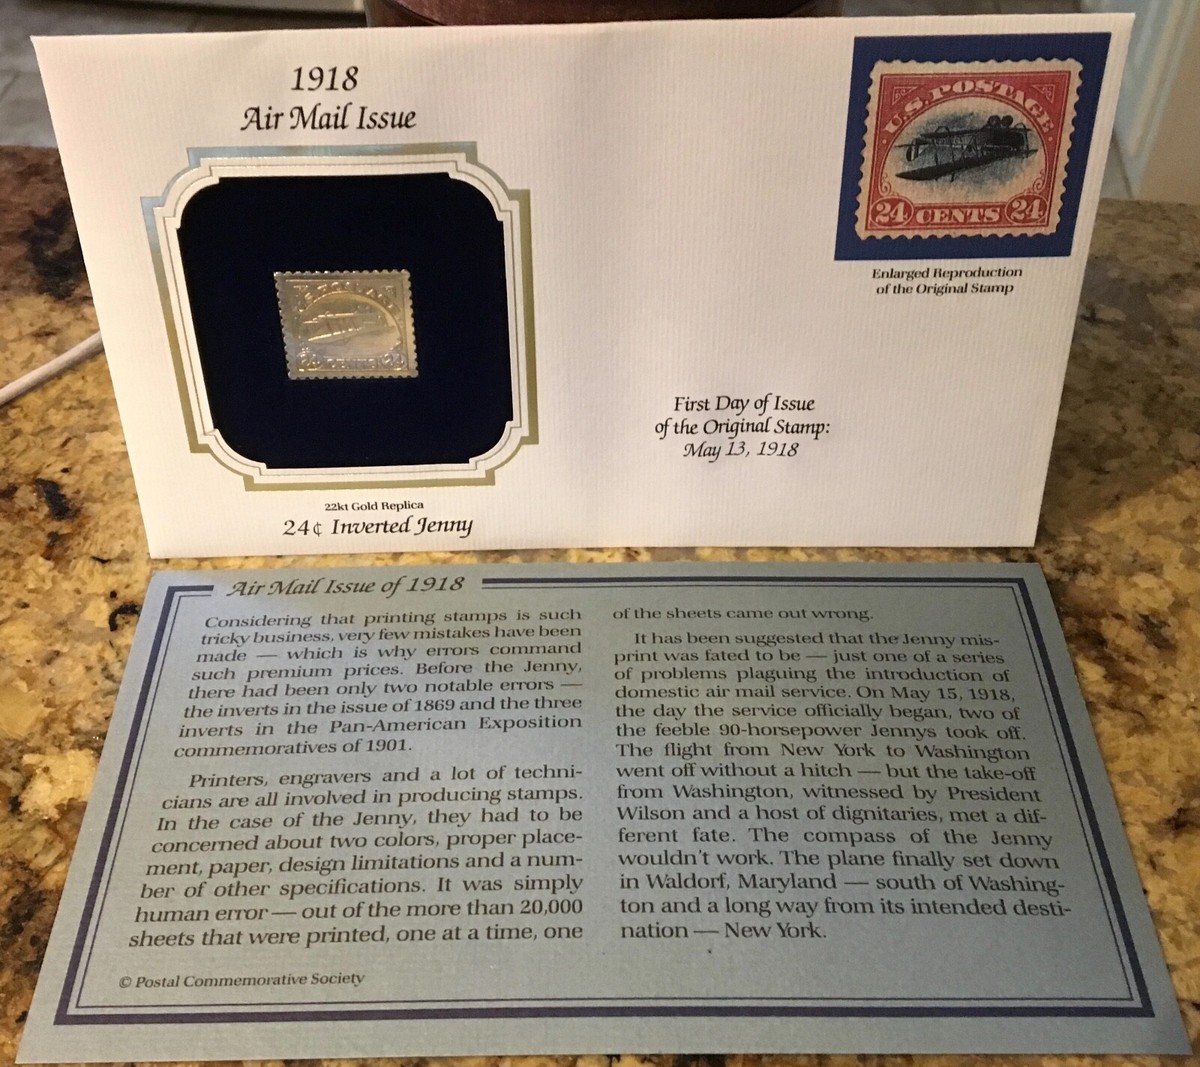 1918
Air Mail Issue
U.S. POSTAGE
24 CENTS 24
Enlarged Reproduction
of the Original Stamp
24 CENTS 24
First Day of Issue
of the Original Stamp:
May 13, 1918
22kt Gold Replica
24¢ Inverted Jenny
Air Mail Issue of 1918
Considering that printing stamps is such
tricky business, very few mistakes have been
made — which is why errors command
such premium prices. Before the Jenny,
there had been only two notable errors —
the inverts in the issue of 1869 and the three
inverts in the Pan-American Exposition
commemoratives of 1901.
Printers, engravers and a lot of techni-
cians are all involved in producing stamps.
In the case of the Jenny, they had to be
concerned about two colors, proper place-
ment, paper, design limitations and a num-
ber of other specifications. It was simply
human error — out of the more than 20,000
sheets that were printed, one at a time, one
of the sheets came out wrong.
It has been suggested that the Jenny mis-
print was fated to be — just one of a series
of problems plaguing the introduction of
domestic air mail service. On May 15, 1918,
the day the service officially began, two of
the feeble 90-horsepower Jennys took off.
The flight from New York to Washington
went off without a hitch — but the take-off
from Washington, witnessed by President
Wilson and a host of dignitaries, met a dif-
ferent fate. The compass of the Jenny
wouldn't work. The plane finally set down
in Waldorf, Maryland — south of Washing-
ton and a long way from its intended desti-
nation — New York.
© Postal Commemorative Society